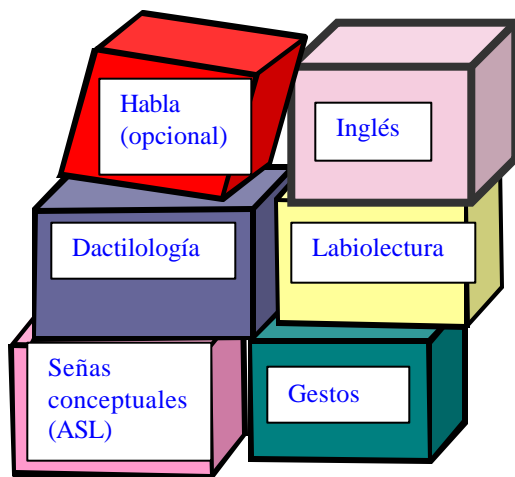 Habla
(opcional)
Inglés
Dactilología
Labiolectura
Señas
conceptuales
(ASL)
Gestos